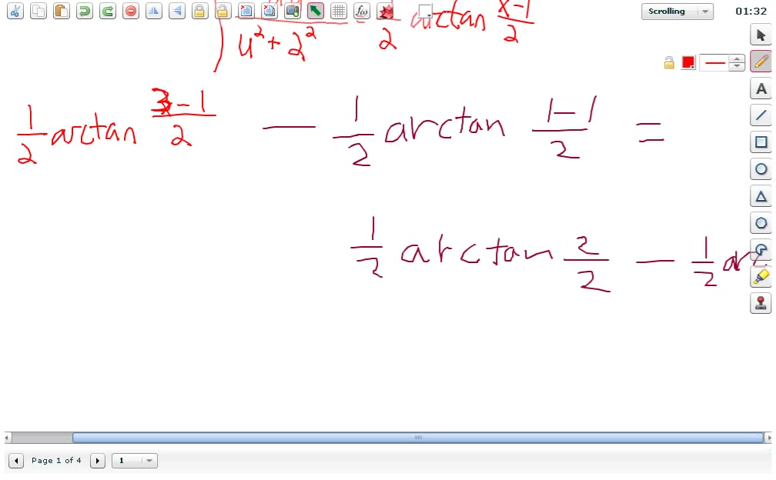 Scrolling
01:32
u² + 2² 2 arctan x-1/2
1/2 arctan 3-1/2 — 1/2 arctan 1-1/2 =
1/2 arctan 2/2 — 1/2
Page 1 of 4 1